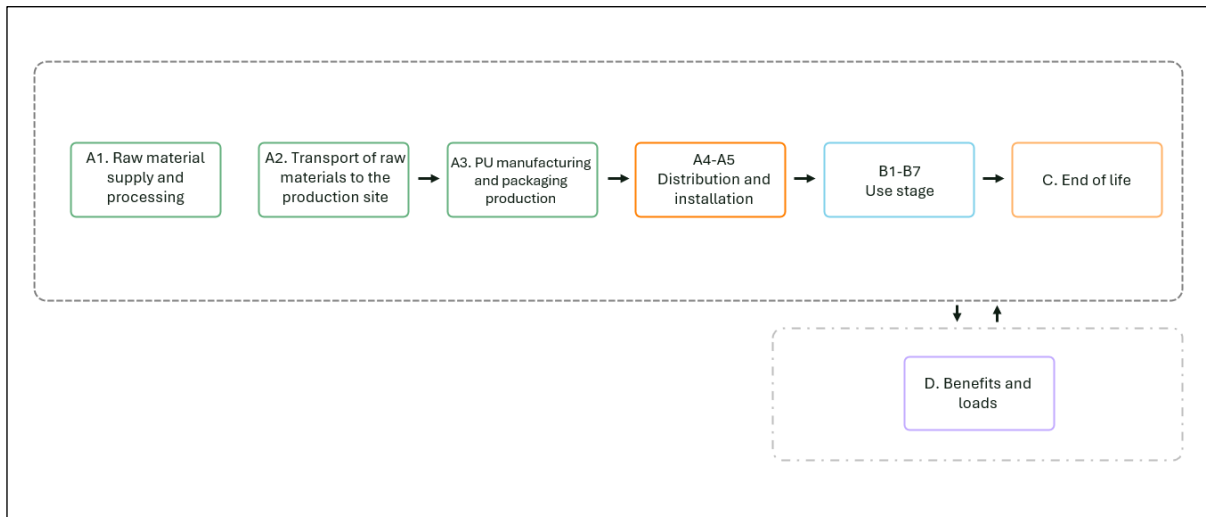 A1. Raw material
supply and
processing
A2. Transport of raw
materials to the
production site
A3. PU manufacturing
and packaging
production
A4-A5
Distribution and
installation
B1-B7
Use stage
C. End of life
D. Benefits and
loads